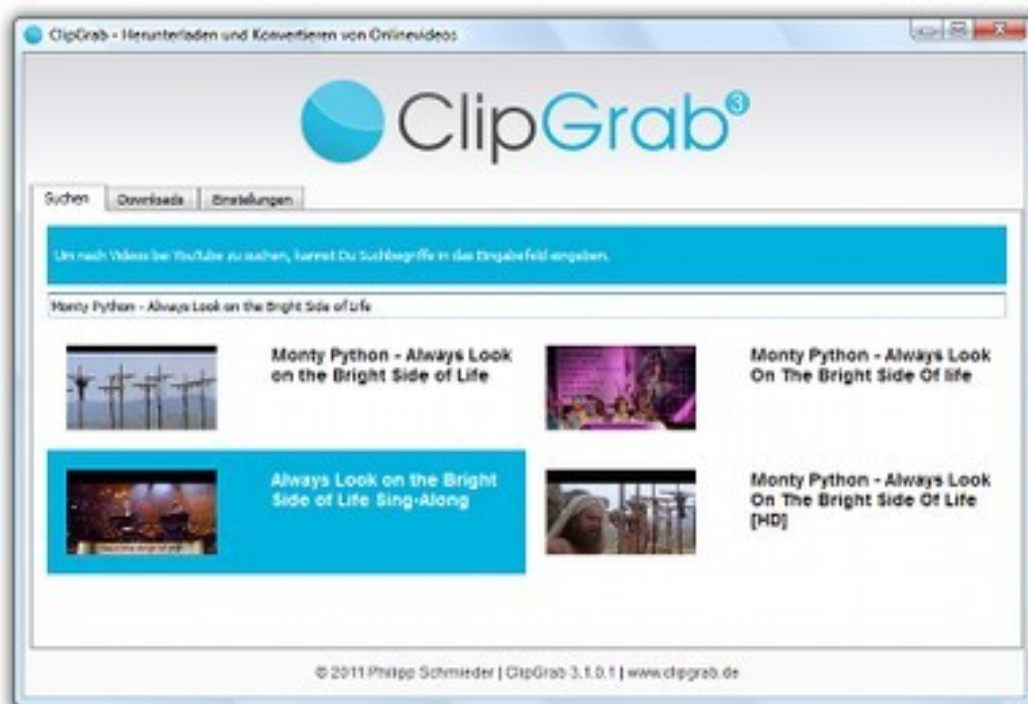 ClipGrab - Herunterladen und Konvertieren von Onlinevideos
ClipGrab3
Suchen Downloads Einstellungen
Um nach Videos bei YouTube zu suchen, kannst Du Suchbegriffe in das Eingabefeld eingeben.
Monty Python - Always Look on the Bright Side of Life
Monty Python - Always Look
on the Bright Side of Life
Monty Python - Always Look
On The Bright Side Of life
Always Look on the Bright
Side of Life Sing-Along
Monty Python - Always Look
On The Bright Side Of Life
[HD]
© 2011 Philipp Schmieder | ClipGrab 3.1.0.1 | www.clipgrab.de